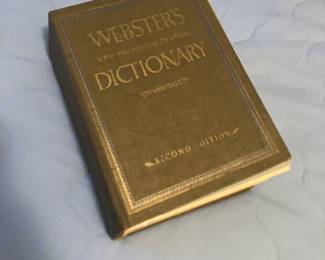 WEBSTER'S
NEW TWENTIETH CENTURY
DICTIONARY
UNABRIDGED
SECOND EDITION